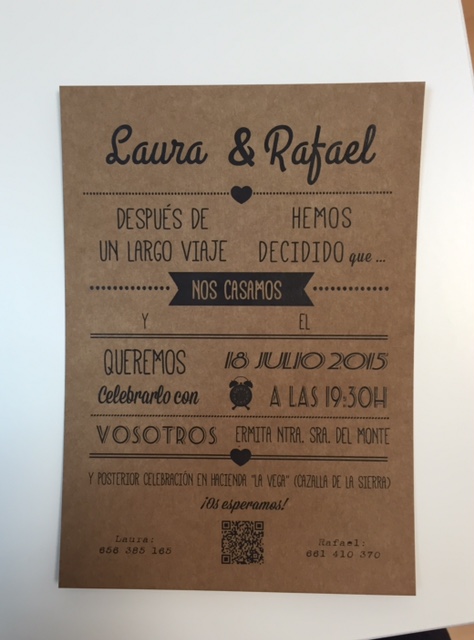 Laura & Rafael
DESPUÉS DE HEMOS
UN LARGO VIAJE DECIDIDO que ...
NOS CASAMOS
Y EL
QUEREMOS 18 JULIO 2015
Celebrarlo con A LAS 19:30H
VOSOTROS ERMITA NTRA. SRA. DEL MONTE
Y POSTERIOR CELEBRACIÓN EN HACIENDA "LA VEGA" (CAZALLA DE LA SIERRA)
¡Os esperamos!
Laura: Rafael:
656 385 165 661 410 370